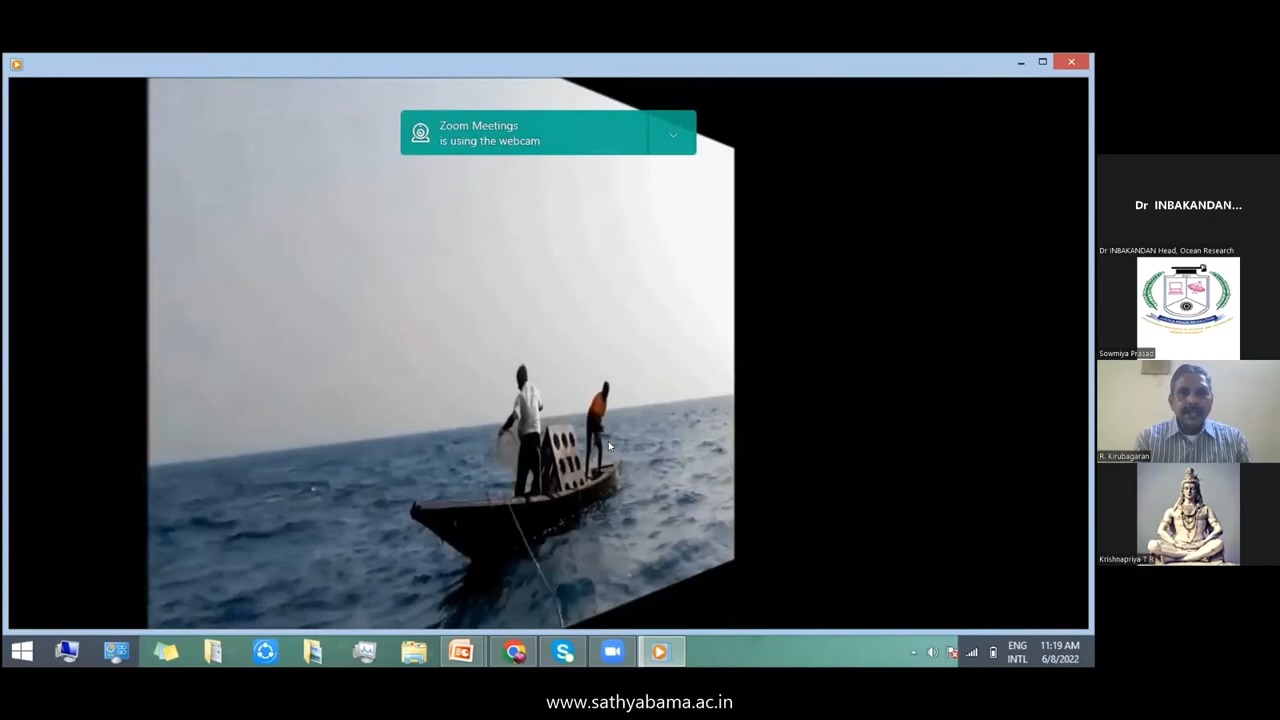 Zoom Meetings
is using the webcam
Dr INBAKANDAN...
Dr INBAKANDAN Head, Ocean Research
Sowmiya Prasad
R. Kirubagaran
Krishnapriya T R
ENG
INTL
11:19 AM
6/8/2022
www.sathyabama.ac.in